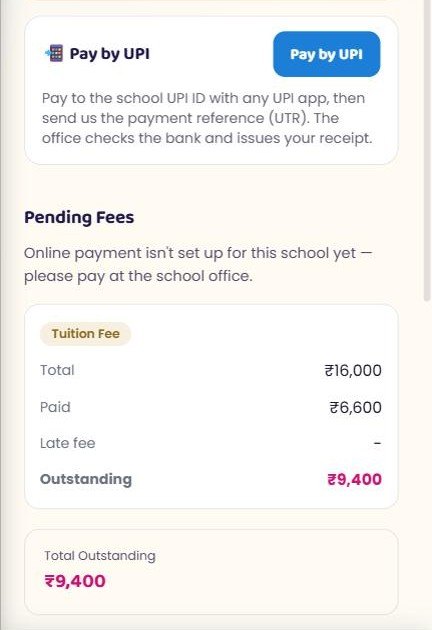 Pay by UPI
Pay by UPI
Pay to the school UPI ID with any UPI app, then
send us the payment reference (UTR). The
office checks the bank and issues your receipt.
Pending Fees
Online payment isn't set up for this school yet —
please pay at the school office.
Tuition Fee
Total ₹16,000
Paid ₹6,600
Late fee -
Outstanding ₹9,400
Total Outstanding
₹9,400